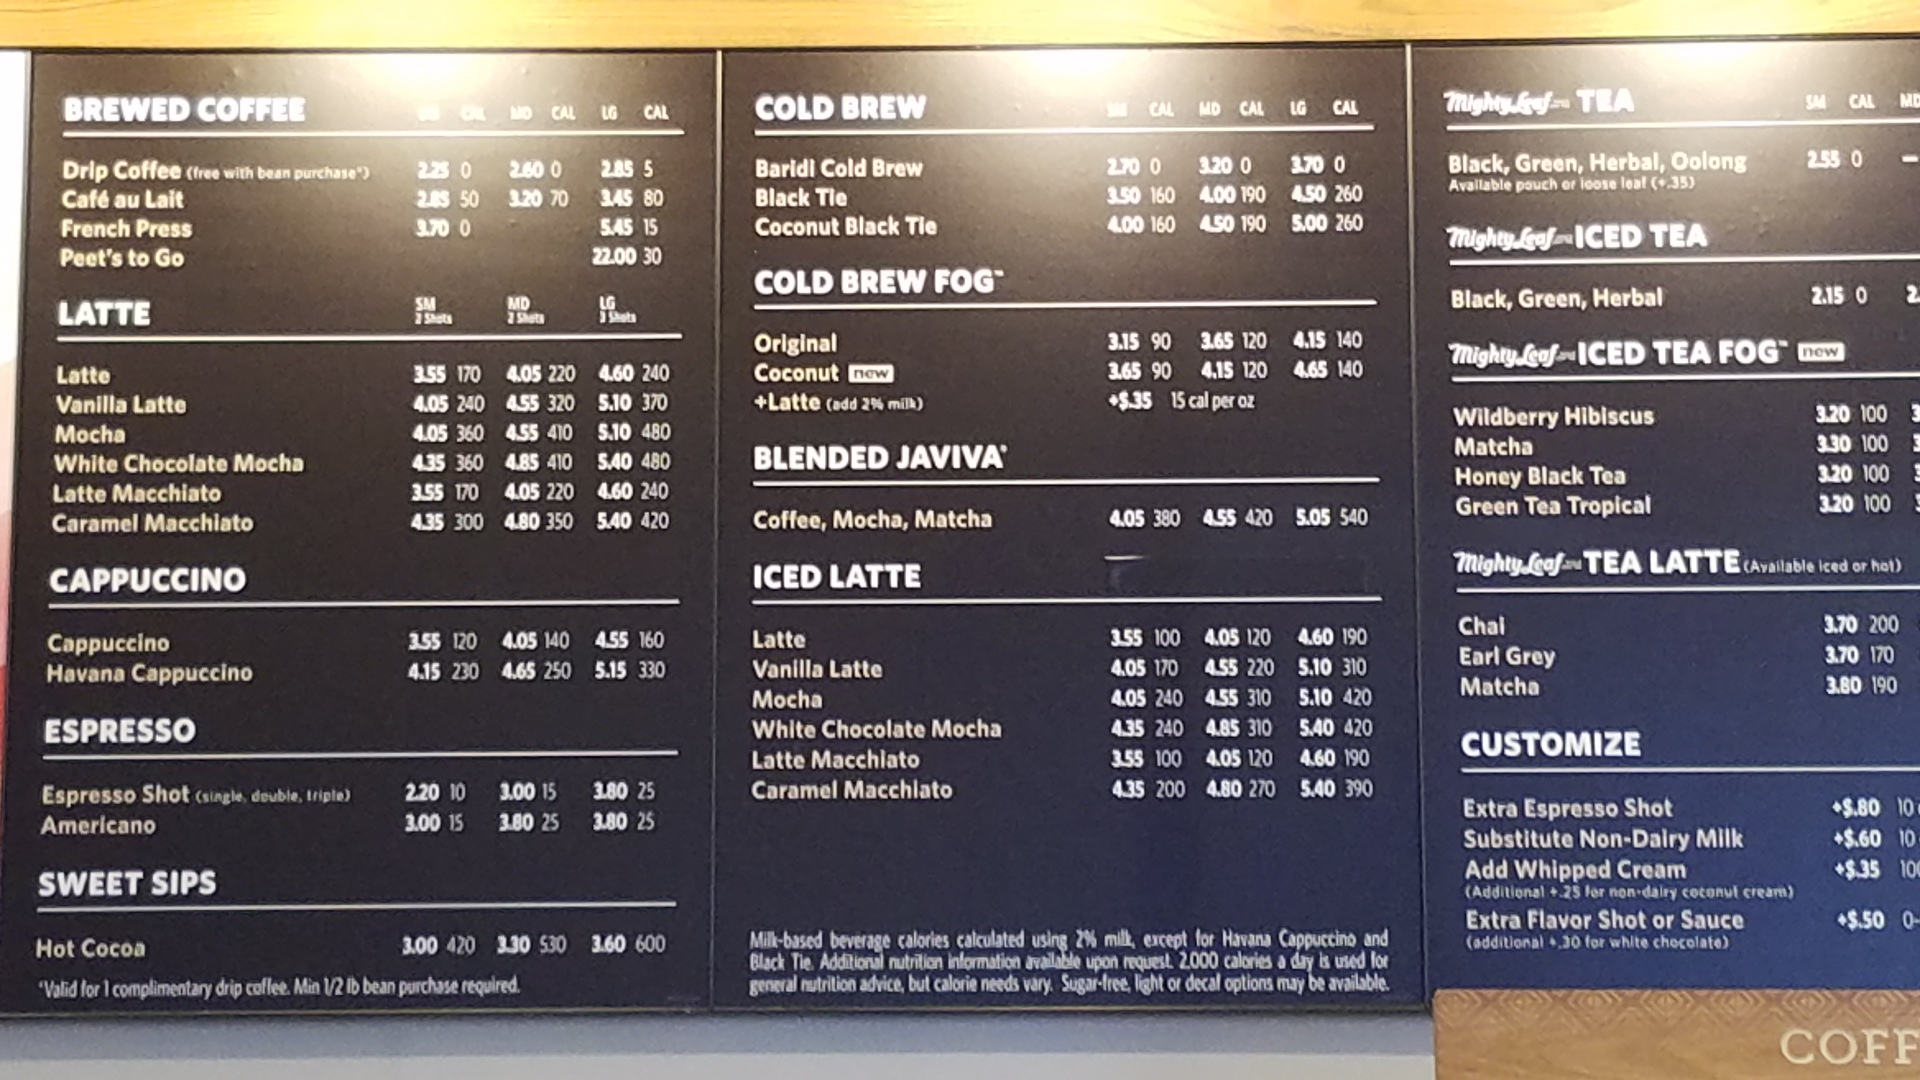 BREWED COFFEE SM CAL MD CAL LG CAL
Drip Coffee (free with bean purchase*) 2.25 0 2.60 0 2.85 5
Café au Lait 2.85 50 3.20 70 3.45 80
French Press 3.70 0 5.45 15
Peet's to Go 22.00 30
LATTE SM MD LG
2 Shots 2 Shots 3 Shots
Latte 3.55 170 4.05 220 4.60 240
Vanilla Latte 4.05 240 4.55 320 5.10 370
Mocha 4.05 360 4.55 410 5.10 480
White Chocolate Mocha 4.35 360 4.85 410 5.40 480
Latte Macchiato 3.55 170 4.05 220 4.60 240
Caramel Macchiato 4.35 300 4.80 350 5.40 420
CAPPUCCINO
Cappuccino 3.55 120 4.05 140 4.55 160
Havana Cappuccino 4.15 230 4.65 250 5.15 330
ESPRESSO
Espresso Shot (single, double, triple) 2.20 10 3.00 15 3.80 25
Americano 3.00 15 3.80 25 3.80 25
SWEET SIPS
Hot Cocoa 3.00 420 3.30 530 3.60 600
*Valid for 1 complimentary drip coffee. Min 1/2 lb bean purchase required.
COLD BREW SM CAL MD CAL LG CAL
Baridi Cold Brew 2.70 0 3.20 0 3.70 0
Black Tie 3.50 160 4.00 190 4.50 260
Coconut Black Tie 4.00 160 4.50 190 5.00 260
COLD BREW FOG™
Original 3.15 90 3.65 120 4.15 140
Coconut new 3.65 90 4.15 120 4.65 140
+Latte (add 2% milk) +$.35 15 cal per oz
BLENDED JAVIVA®
Coffee, Mocha, Matcha 4.05 380 4.55 420 5.05 540
ICED LATTE
Latte 3.55 100 4.05 120 4.60 190
Vanilla Latte 4.05 170 4.55 220 5.10 310
Mocha 4.05 240 4.55 310 5.10 420
White Chocolate Mocha 4.35 240 4.85 310 5.40 420
Latte Macchiato 3.55 100 4.05 120 4.60 190
Caramel Macchiato 4.35 200 4.80 270 5.40 390
Milk-based beverage calories calculated using 2% milk, except for Havana Cappuccino and
Black Tie. Additional nutrition information available upon request. 2,000 calories a day is used for
general nutrition advice, but calorie needs vary. Sugar-free, light or decaf options may be available.
Mighty Leaf TEA SM CAL MD
Black, Green, Herbal, Oolong 2.55 0 –
Available pouch or loose leaf (+.35)
Mighty Leaf ICED TEA
Black, Green, Herbal 2.15 0 2.
Mighty Leaf ICED TEA FOG™ new
Wildberry Hibiscus 3.20 100 3
Matcha 3.30 100 3
Honey Black Tea 3.20 100 3
Green Tea Tropical 3.20 100 3
Mighty Leaf TEA LATTE (Available iced or hot)
Chai 3.70 200
Earl Grey 3.70 170
Matcha 3.80 190
CUSTOMIZE
Extra Espresso Shot +$.80 10
Substitute Non-Dairy Milk +$.60 10
Add Whipped Cream +$.35 100
(Additional +.25 for non-dairy coconut cream)
Extra Flavor Shot or Sauce +$.50 0-
(additional +.30 for white chocolate)
COFF